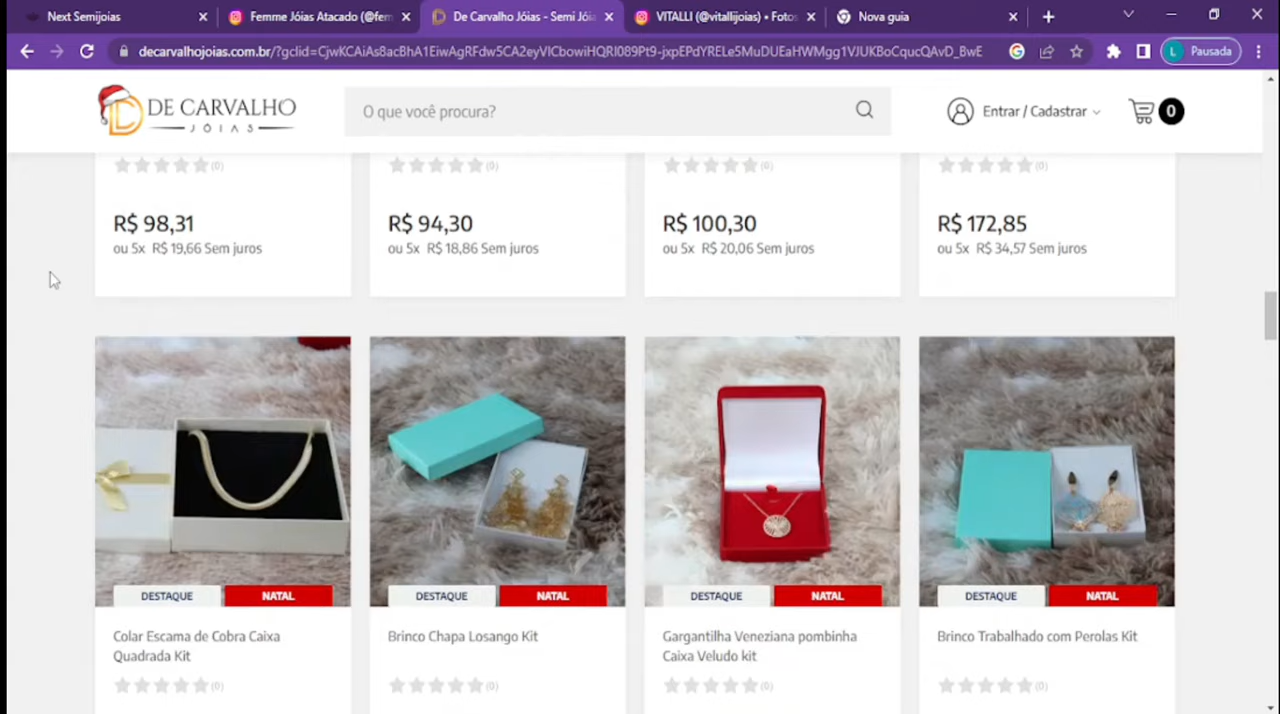 Next Semijoias
Femme Jóias Atacado (@fem
De Carvalho Jóias - Semi Jóia
VITALLI (@vitallijoias) • Fotos
Nova guia
decarvalhojoias.com.br/?gclid=CjwKCAiAs8acBhA1EiwAgRFdw5CA2eyVICbowiHQRI089Pt9-jxpEPdYRELe5MuDUEaHWMgg1VJUKBoCqucQAvD_BwE
L Pausada
DE CARVALHO
JÓIAS
O que você procura?
Entrar / Cadastrar
0
(0) (0) (0) (0)
R$ 98,31 R$ 94,30 R$ 100,30 R$ 172,85
ou 5x R$ 19,66 Sem juros ou 5x R$ 18,86 Sem juros ou 5x R$ 20,06 Sem juros ou 5x R$ 34,57 Sem juros
DESTAQUE NATAL DESTAQUE NATAL DESTAQUE NATAL DESTAQUE NATAL
Colar Escama de Cobra Caixa
Quadrada Kit
Brinco Chapa Losango Kit
Gargantilha Veneziana pombinha
Caixa Veludo kit
Brinco Trabalhado com Perolas Kit
(0) (0) (0) (0)